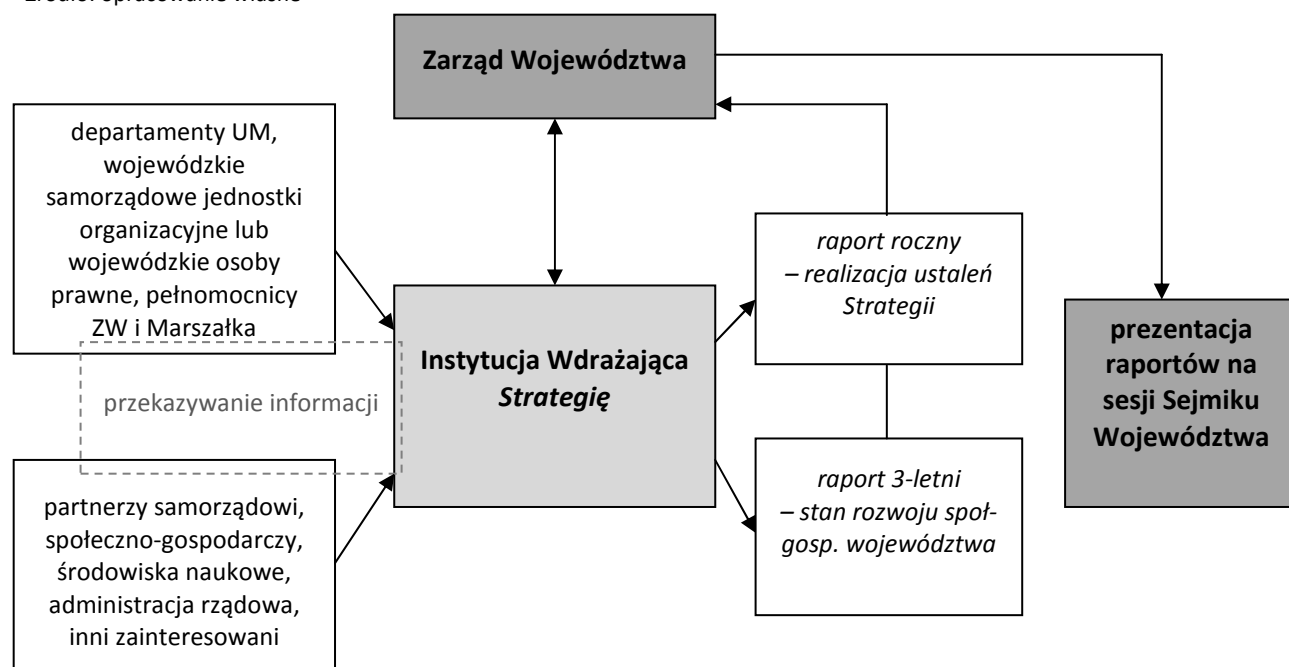 Źródło: opracowanie własne
Zarząd Województwa
departamenty UM,
wojewódzkie
samorządowe jednostki
organizacyjne lub
wojewódzkie osoby
prawne, pełnomocnicy
ZW i Marszałka
przekazywanie informacji
partnerzy samorządowi,
społeczno-gospodarczy,
środowiska naukowe,
administracja rządowa,
inni zainteresowani
Instytucja Wdrażająca
Strategię
raport roczny
– realizacja ustaleń
Strategii
raport 3-letni
– stan rozwoju społ-
gosp. województwa
prezentacja
raportów na
sesji Sejmiku
Województwa